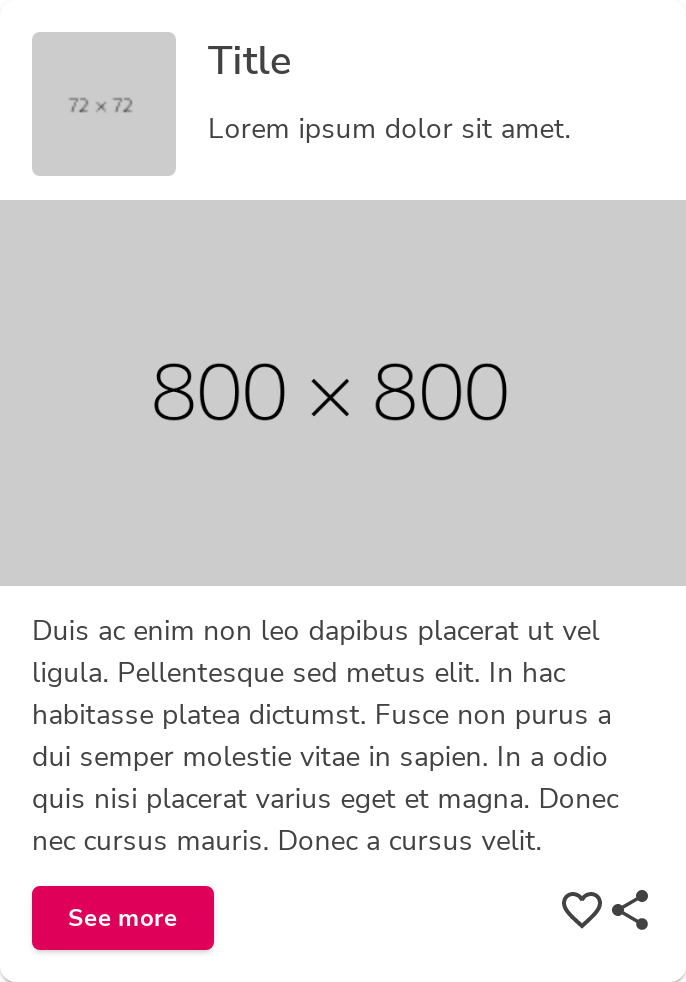 72 × 72
Title
Lorem ipsum dolor sit amet.
800 × 800
Duis ac enim non leo dapibus placerat ut vel
ligula. Pellentesque sed metus elit. In hac
habitasse platea dictumst. Fusce non purus a
dui semper molestie vitae in sapien. In a odio
quis nisi placerat varius eget et magna. Donec
nec cursus mauris. Donec a cursus velit.
See more